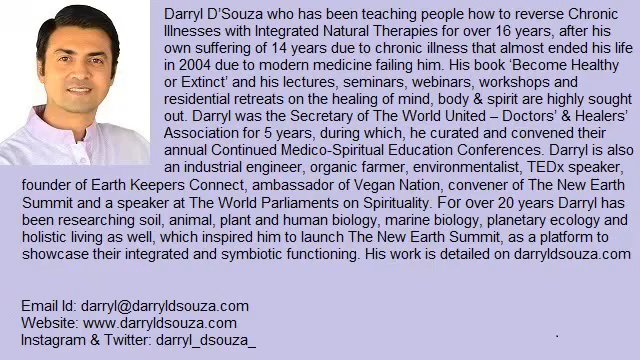 Darryl D'Souza who has been teaching people how to reverse Chronic
Illnesses with Integrated Natural Therapies for over 16 years, after his
own suffering of 14 years due to chronic illness that almost ended his life
in 2004 due to modern medicine failing him. His book 'Become Healthy
or Extinct' and his lectures, seminars, webinars, workshops and
residential retreats on the healing of mind, body & spirit are highly sought
out. Darryl was the Secretary of The World United – Doctors' & Healers'
Association for 5 years, during which, he curated and convened their
annual Continued Medico-Spiritual Education Conferences. Darryl is also
an industrial engineer, organic farmer, environmentalist, TEDx speaker,
founder of Earth Keepers Connect, ambassador of Vegan Nation, convener of The New Earth
Summit and a speaker at The World Parliaments on Spirituality. For over 20 years Darryl has
been researching soil, animal, plant and human biology, marine biology, planetary ecology and
holistic living as well, which inspired him to launch The New Earth Summit, as a platform to
showcase their integrated and symbiotic functioning. His work is detailed on darryldsouza.com
Email Id: darryl@darryldsouza.com
Website: www.darryldsouza.com
Instagram & Twitter: darryl_dsouza_